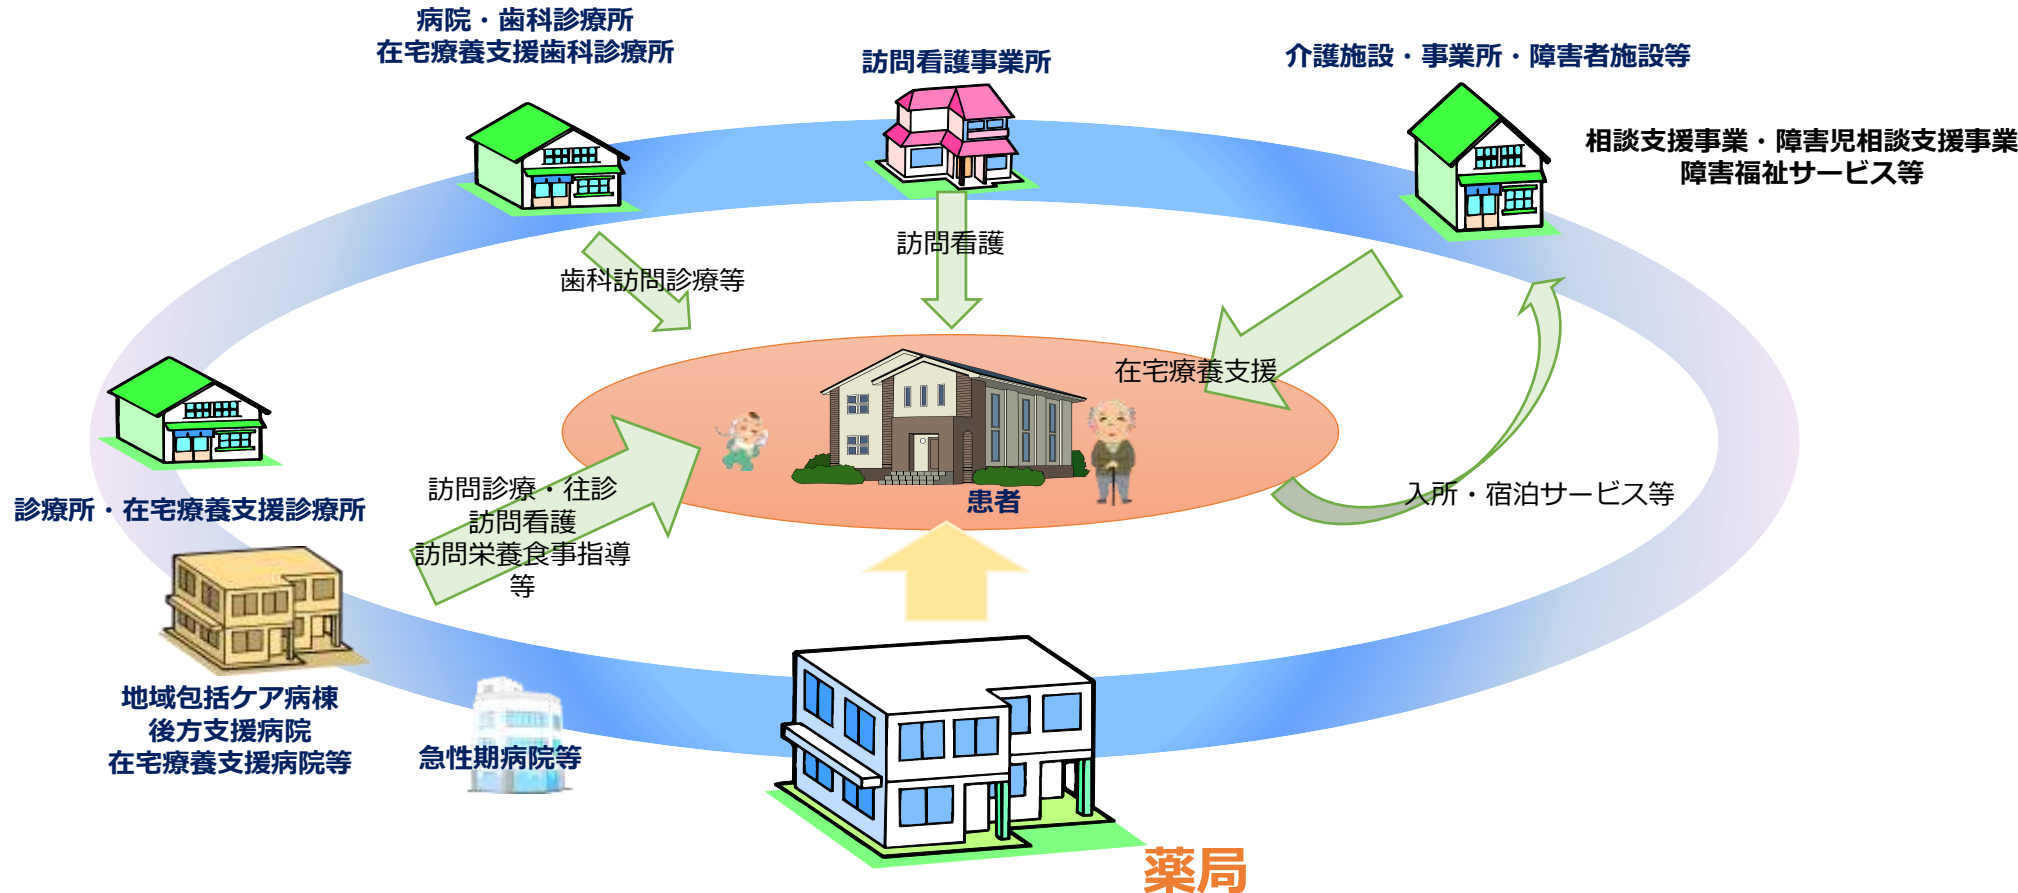 病院・歯科診療所
在宅療養支援歯科診療所
訪問看護事業所
介護施設・事業所・障害者施設等
相談支援事業・障害児相談支援事業
障害福祉サービス等
訪問看護
歯科訪問診療等
在宅療養支援
患者
入所・宿泊サービス等
診療所・在宅療養支援診療所
訪問診療・往診
訪問看護
訪問栄養食事指導
等
地域包括ケア病棟
後方支援病院
在宅療養支援病院等
急性期病院等
薬局